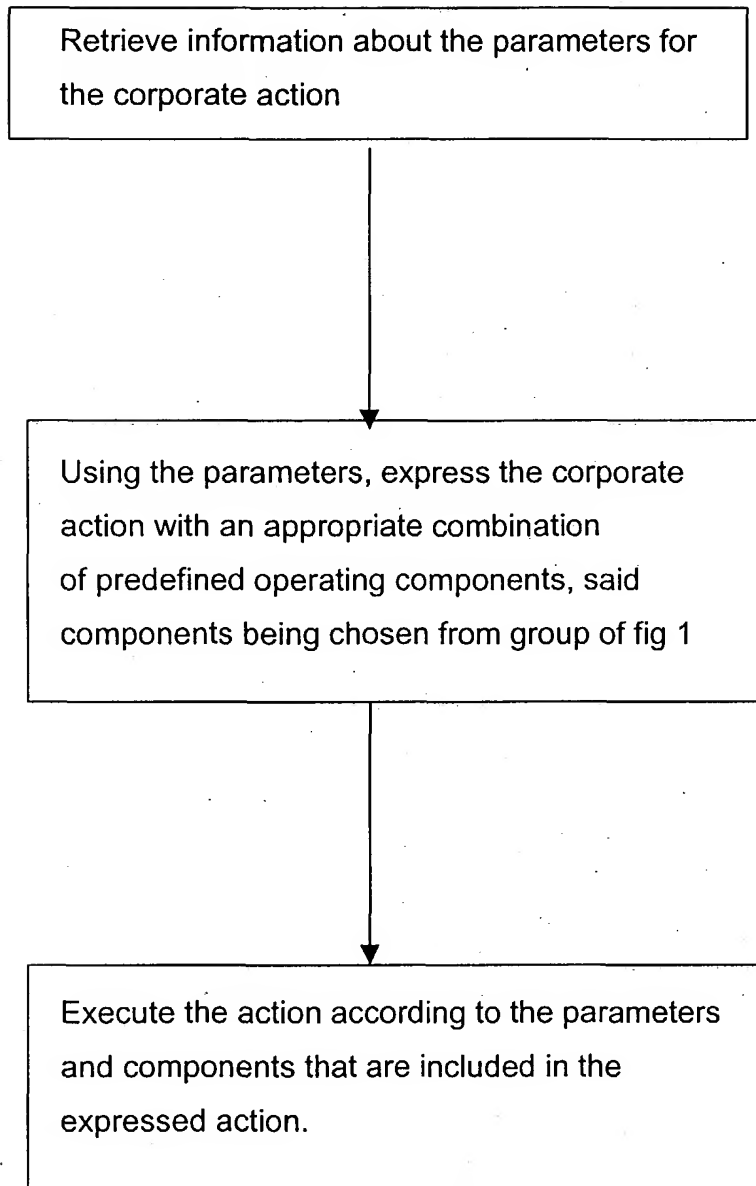 Retrieve information about the parameters for
the corporate action
Using the parameters, express the corporate
action with an appropriate combination
of predefined operating components, said
components being chosen from group of fig 1
Execute the action according to the parameters
and components that are included in the
expressed action.